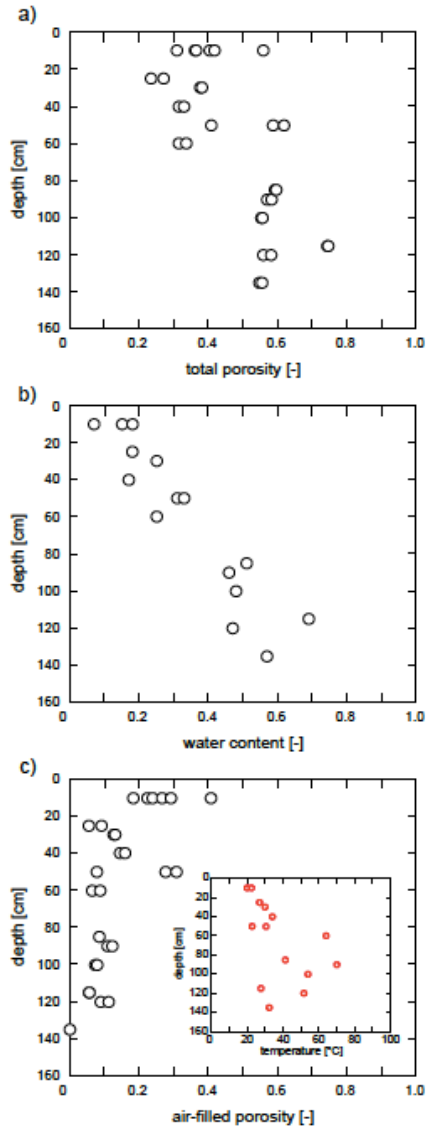 a)
0
20
40
60
80
100
120
140
160
depth [cm]
0 0.2 0.4 0.6 0.8 1.0
total porosity [-]
b)
0
20
40
60
80
100
120
140
160
depth [cm]
0 0.2 0.4 0.6 0.8 1.0
water content [-]
c)
0
20
40
60
80
100
120
140
160
depth [cm]
0
20
40
60
80
100
120
140
160
depth [cm]
0 20 40 60 80 100
temperature [°C]
0 0.2 0.4 0.6 0.8 1.0
air-filled porosity [-]